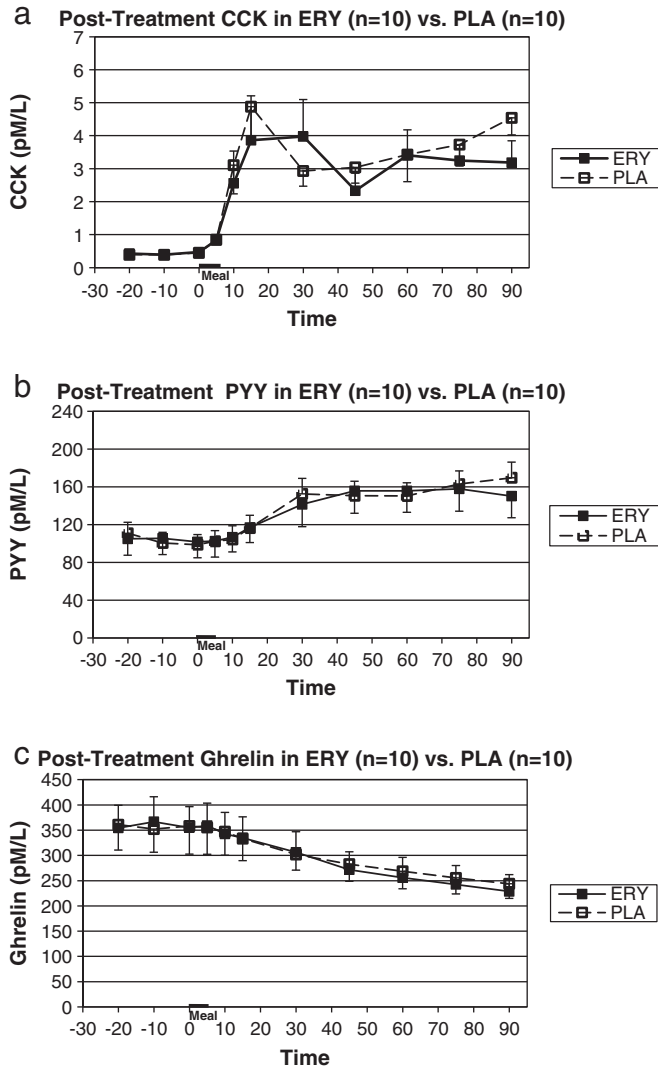 a
Post-Treatment CCK in ERY (n=10) vs. PLA (n=10)
CCK (pM/L)
7
6
5
4
3
2
1
0
Meal
-30 -20 -10 0 10 20 30 40 50 60 70 80 90
Time
ERY
PLA
b
Post-Treatment PYY in ERY (n=10) vs. PLA (n=10)
PYY (pM/L)
240
200
160
120
80
40
0
Meal
-30 -20 -10 0 10 20 30 40 50 60 70 80 90
Time
ERY
PLA
c
Post-Treatment Ghrelin in ERY (n=10) vs. PLA (n=10)
Ghrelin (pM/L)
450
400
350
300
250
200
150
100
50
0
Meal
-30 -20 -10 0 10 20 30 40 50 60 70 80 90
Time
ERY
PLA